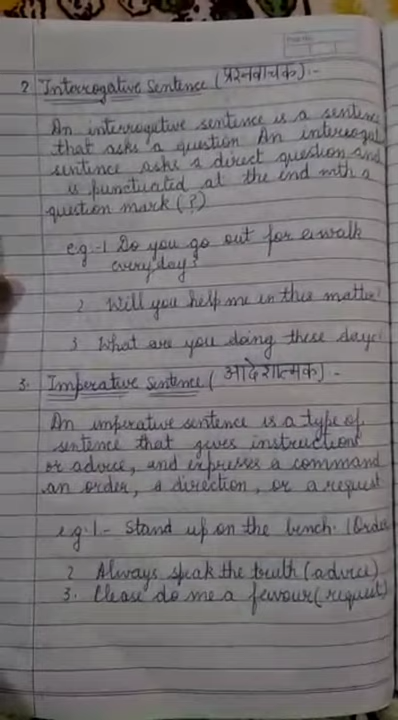 2 Interrogative Sentence (प्रश्नवाचक) :-
An interrogative sentence is a sentence
that asks a question An interrogat
sentence asks a direct question and
is punctuated at the end with a
question mark (?)
e.g:-1 Do you go out for a walk
everyday?
2. Will you help me in this matter?
3 What are you doing these days?
3. Imperative Sentence ( आदेशात्मक) :-
An imperative sentence is a type of
sentence that gives instruction
or advice, and expresses a command
an order, a direction, or a request
e.g:1.- Stand up on the bench. (Order
2 Always speak the truth (advice)
3. Please do me a favour (request)